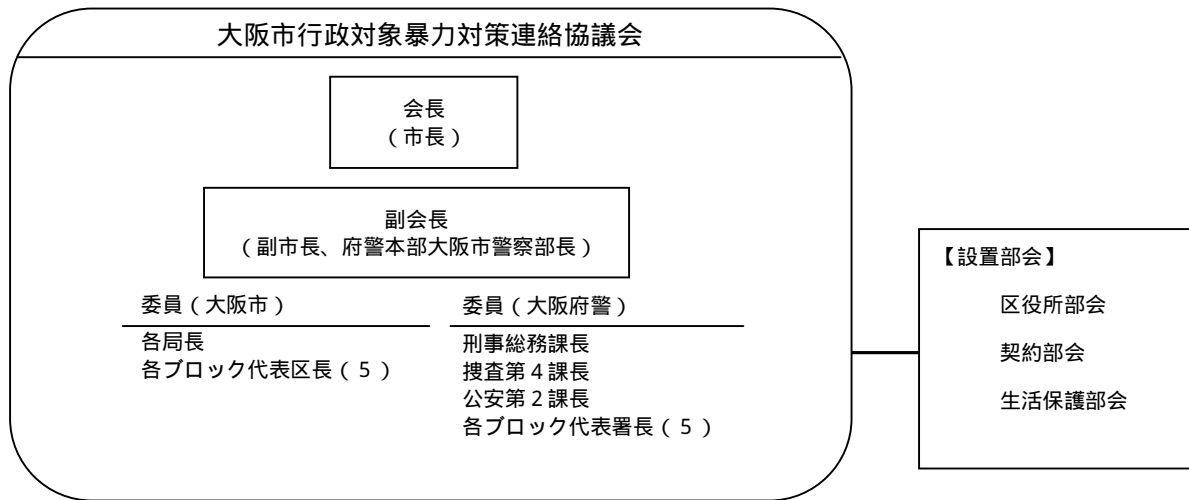 大阪市行政対象暴力対策連絡協議会
会長
（市長）
副会長
（副市長、府警本部大阪市警察部長）
委員（大阪市）
各局長
各ブロック代表区長（５）
委員（大阪府警）
刑事総務課長
捜査第４課長
公安第２課長
各ブロック代表署長（５）
【設置部会】
区役所部会
契約部会
生活保護部会